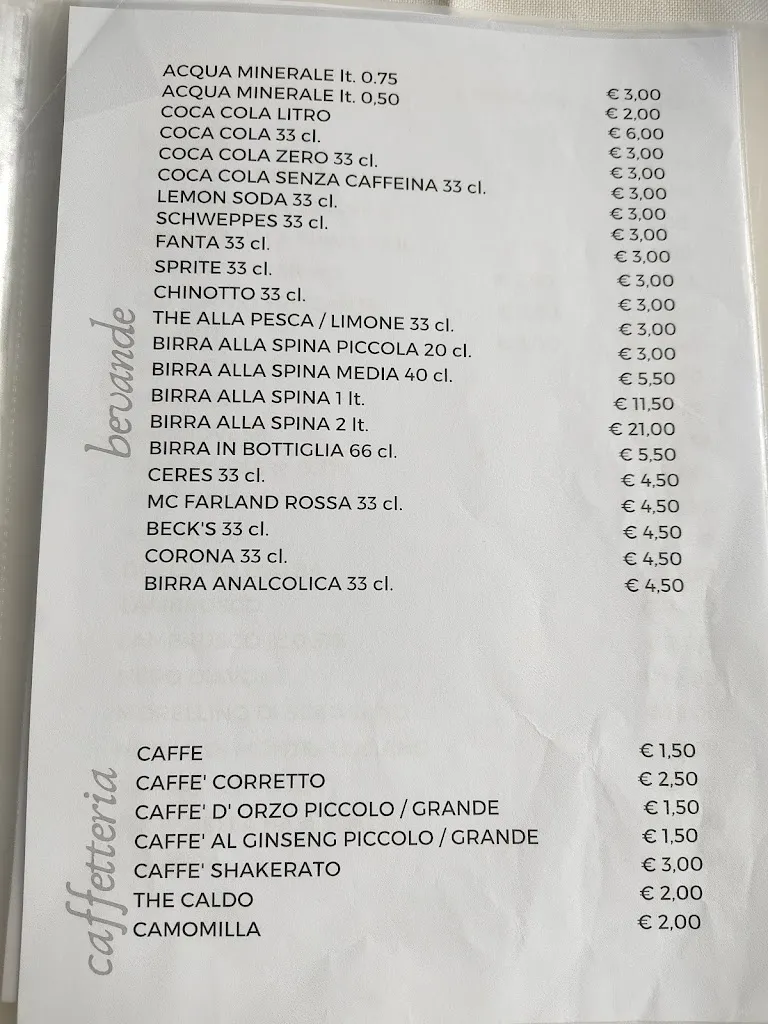 bevande
ACQUA MINERALE lt. 0.75 € 3,00
ACQUA MINERALE lt. 0,50 € 2,00
COCA COLA LITRO € 6,00
COCA COLA 33 cl. € 3,00
COCA COLA ZERO 33 cl. € 3,00
COCA COLA SENZA CAFFEINA 33 cl. € 3,00
LEMON SODA 33 cl. € 3,00
SCHWEPPES 33 cl. € 3,00
FANTA 33 cl. € 3,00
SPRITE 33 cl. € 3,00
CHINOTTO 33 cl. € 3,00
THE ALLA PESCA / LIMONE 33 cl. € 3,00
BIRRA ALLA SPINA PICCOLA 20 cl. € 3,00
BIRRA ALLA SPINA MEDIA 40 cl. € 5,50
BIRRA ALLA SPINA 1 lt. € 11,50
BIRRA ALLA SPINA 2 lt. € 21,00
BIRRA IN BOTTIGLIA 66 cl. € 5,50
CERES 33 cl. € 4,50
MC FARLAND ROSSA 33 cl. € 4,50
BECK'S 33 cl. € 4,50
CORONA 33 cl. € 4,50
BIRRA ANALCOLICA 33 cl. € 4,50
caffetteria
CAFFE € 1,50
CAFFE' CORRETTO € 2,50
CAFFE' D' ORZO PICCOLO / GRANDE € 1,50
CAFFE' AL GINSENG PICCOLO / GRANDE € 1,50
CAFFE' SHAKERATO € 3,00
THE CALDO € 2,00
CAMOMILLA € 2,00